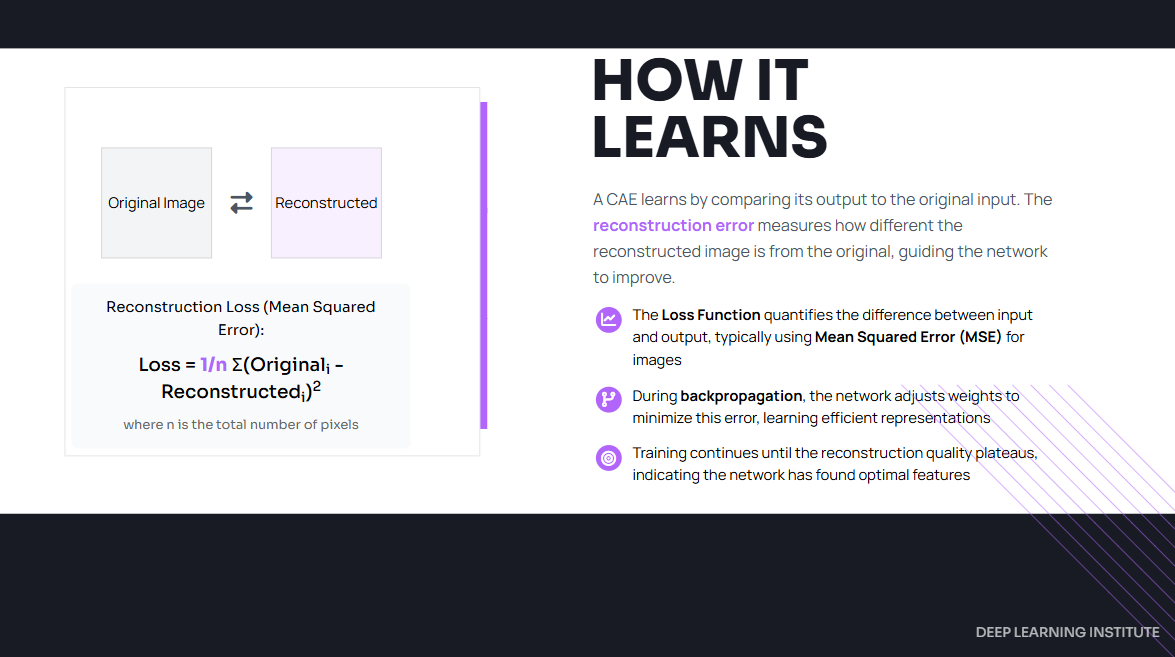 HOW IT
LEARNS
Original Image
Reconstructed
Reconstruction Loss (Mean Squared
Error):
Loss = 1/n Σ(Originalᵢ −
Reconstructedᵢ)²
where n is the total number of pixels
A CAE learns by comparing its output to the original input. The
reconstruction error measures how different the
reconstructed image is from the original, guiding the network
to improve.
The Loss Function quantifies the difference between input
and output, typically using Mean Squared Error (MSE) for
images
During backpropagation, the network adjusts weights to
minimize this error, learning efficient representations
Training continues until the reconstruction quality plateaus,
indicating the network has found optimal features
DEEP LEARNING INSTITUTE